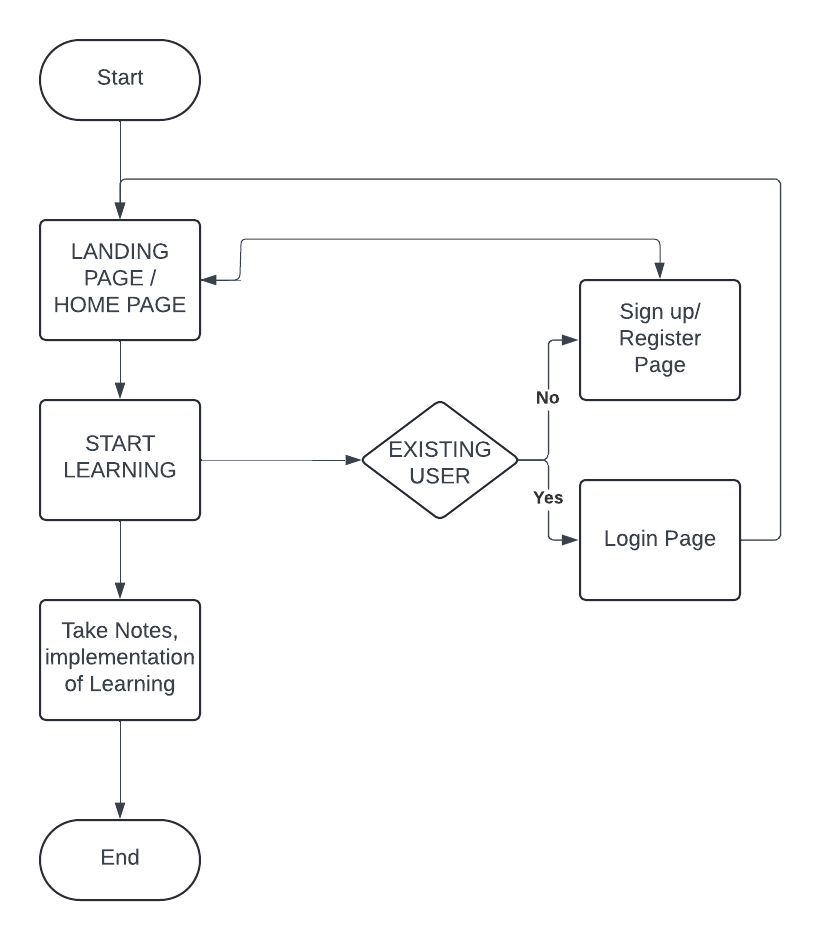 Start
LANDING
PAGE /
HOME PAGE
Sign up/
Register
Page
No
START
LEARNING
EXISTING
USER
Yes
Login Page
Take Notes,
implementation
of Learning
End